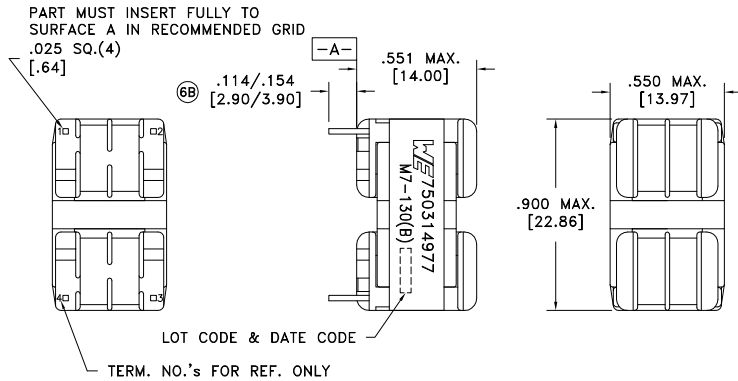 PART MUST INSERT FULLY TO
SURFACE A IN RECOMMENDED GRID
.025 SQ.(4)
[.64]
6B
.114/.154
[2.90/3.90]
-A-
.551 MAX.
[14.00]
.550 MAX.
[13.97]
.900 MAX.
[22.86]
1
2
4
3
WE 750314977
M7-130(B)
LOT CODE & DATE CODE
TERM. NO.'s FOR REF. ONLY